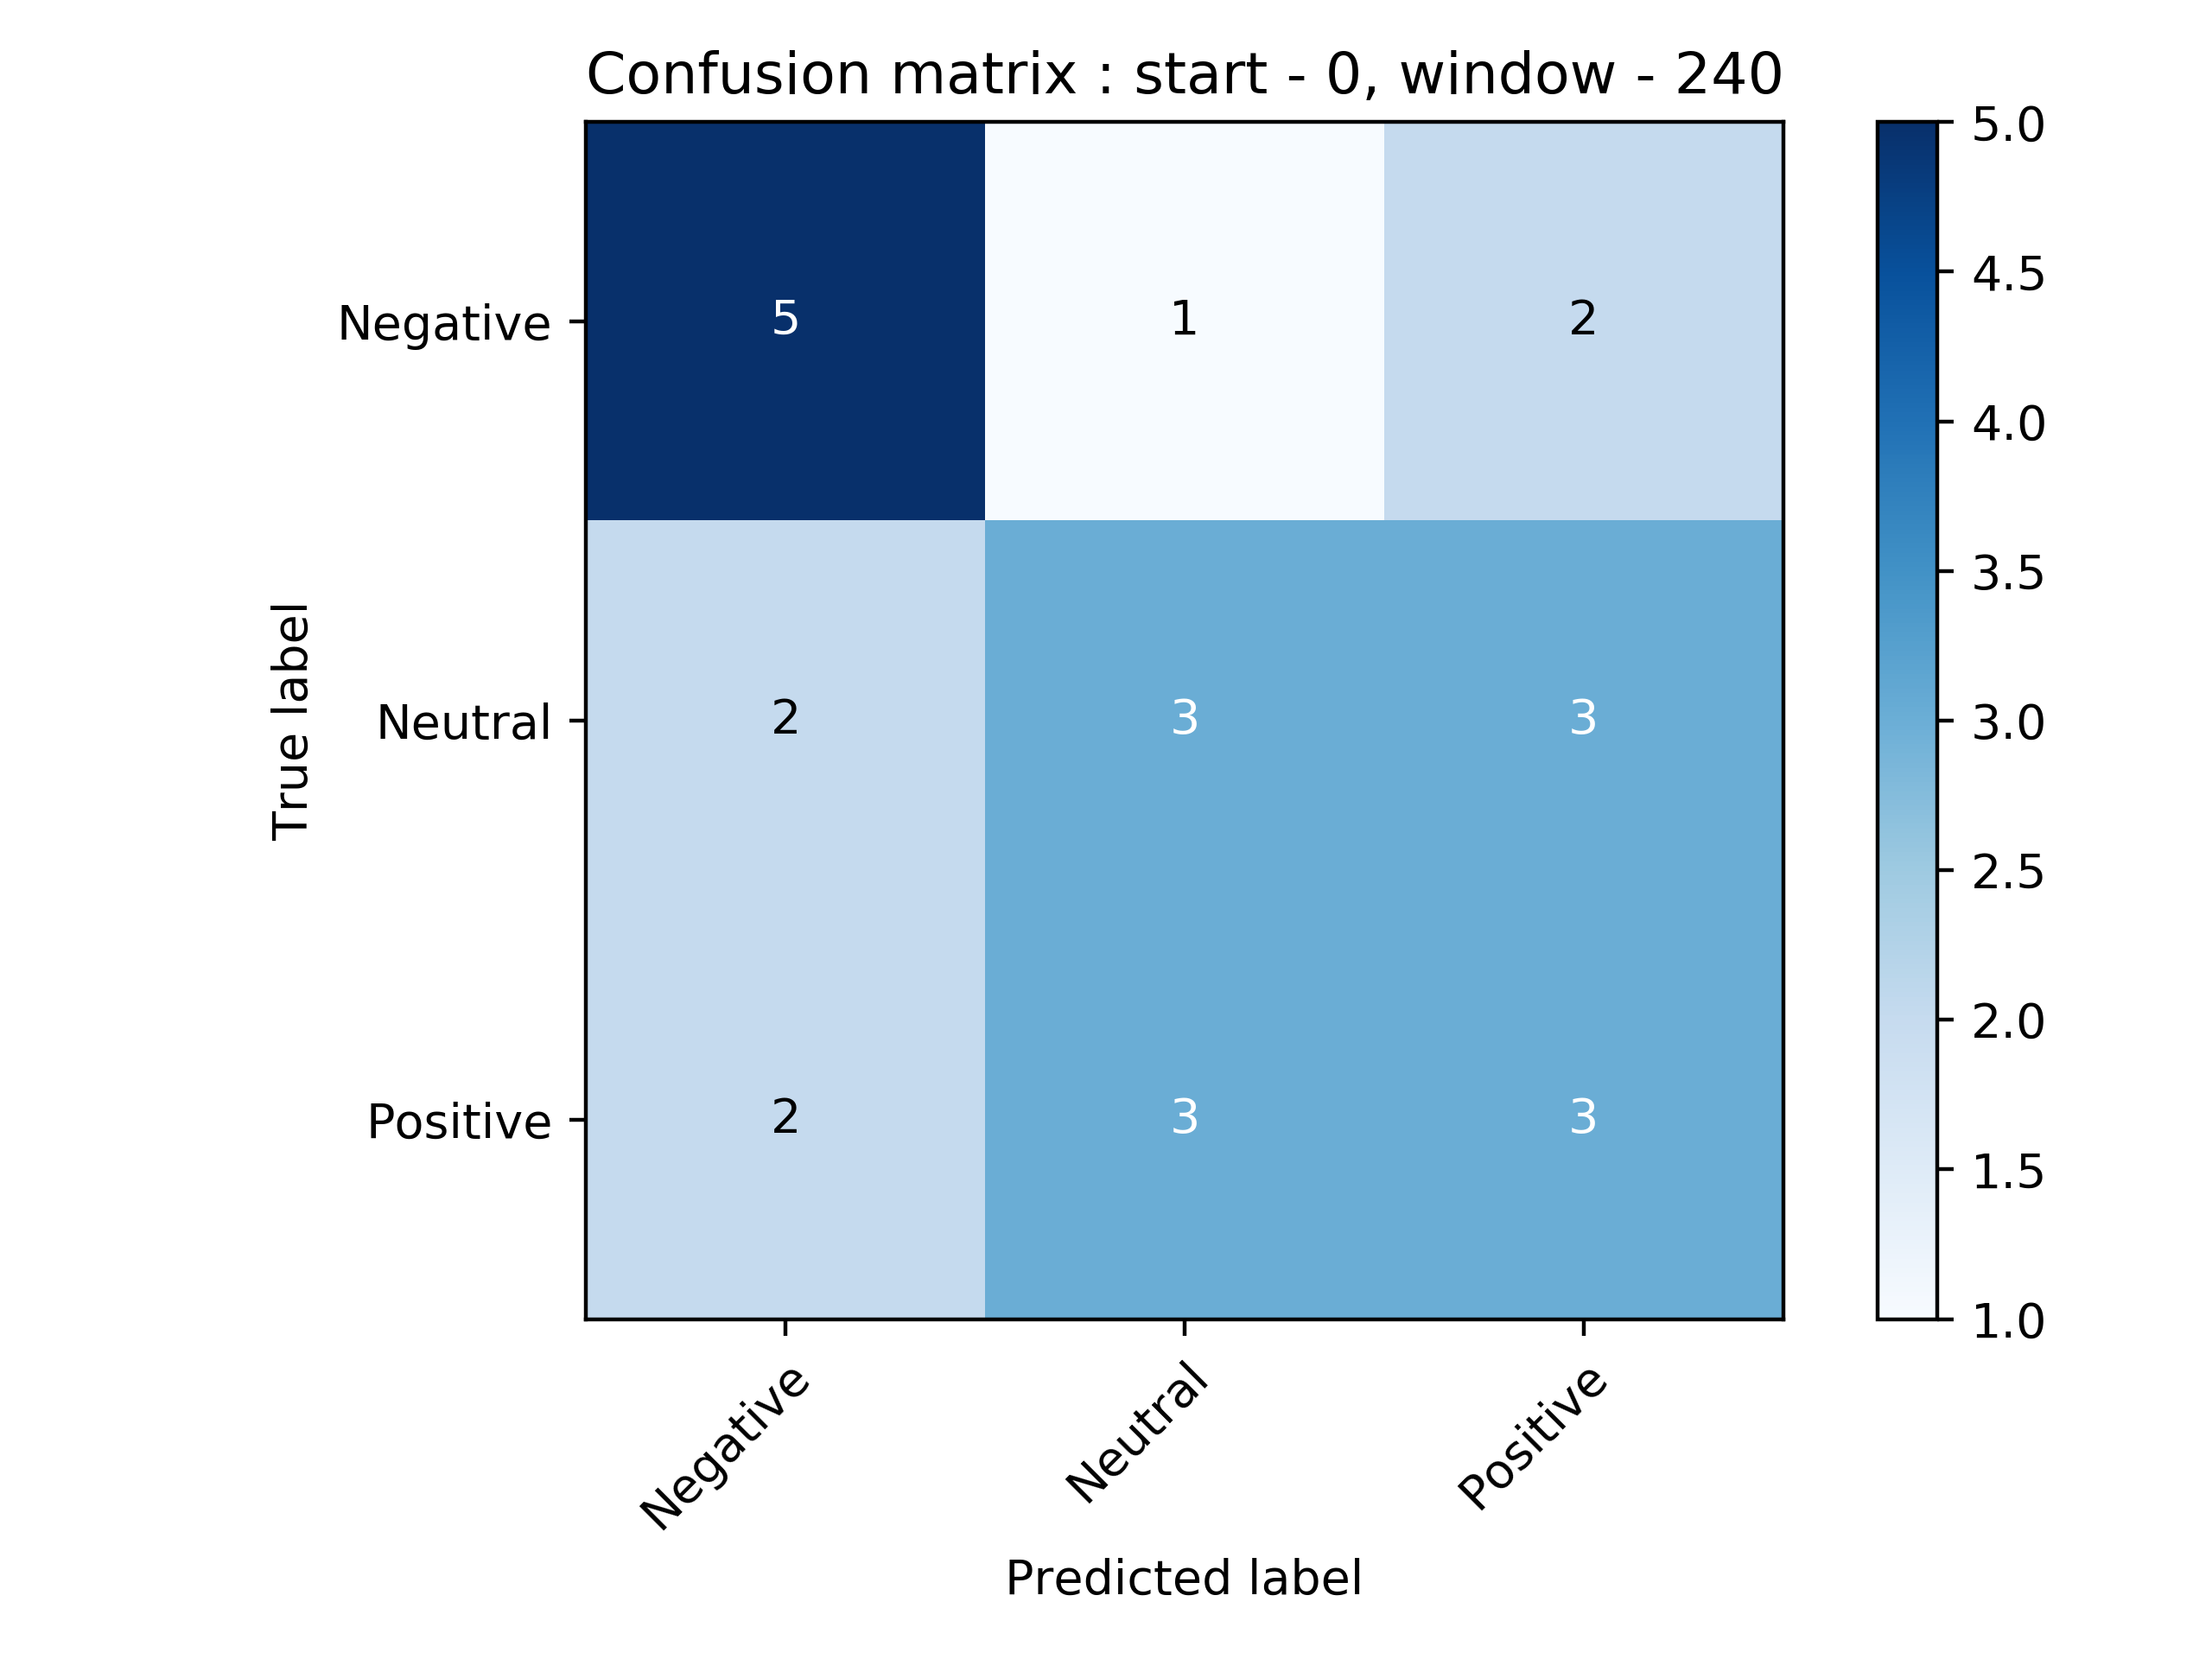 Confusion matrix : start - 0, window - 240
5.0
4.5
4.0
3.5
3.0
2.5
2.0
1.5
1.0
True label
Negative 5 1 2
Neutral 2 3 3
Positive 2 3 3
Negative Neutral Positive
Predicted label